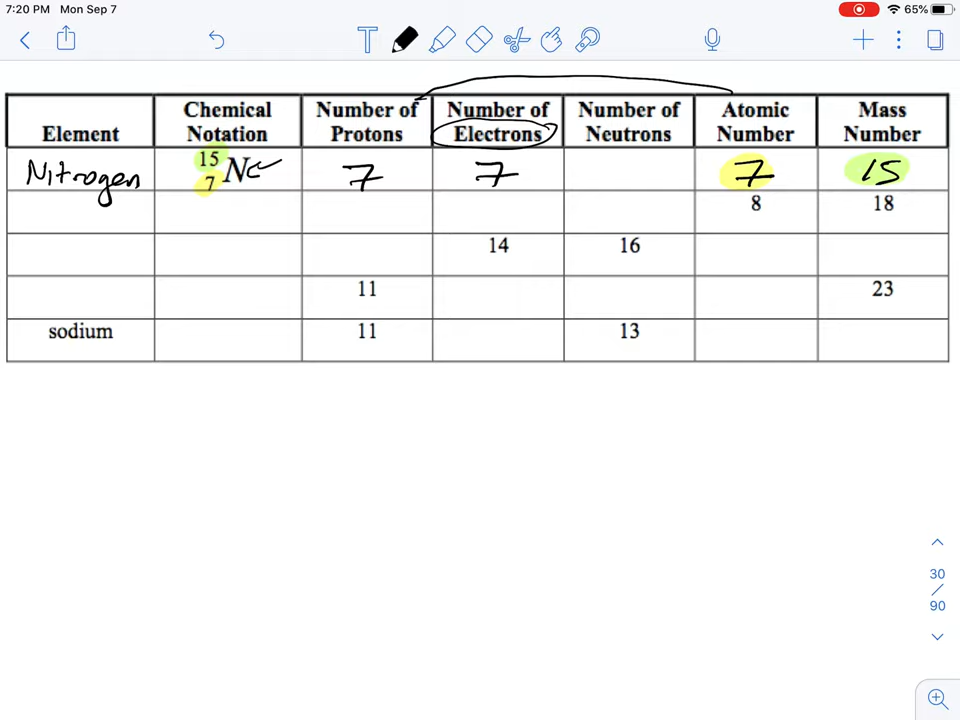 7:20 PM Mon Sep 7 65%
T
Element Chemical Notation Number of Protons Number of Electrons Number of Neutrons Atomic Number Mass Number
Nitrogen 15 7 N 7 7 7 15
8 18
14 16
11 23
sodium 11 13
30
/
90